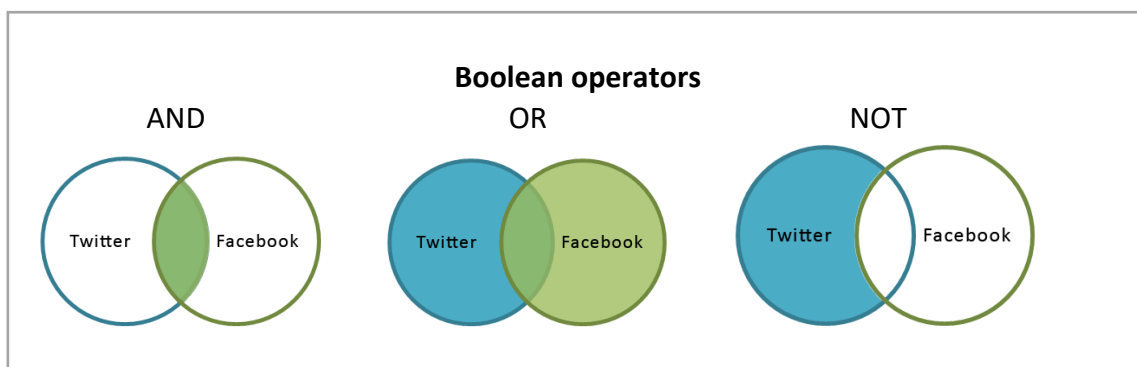 Boolean operators
AND OR NOT
Twitter Facebook Twitter Facebook Twitter Facebook